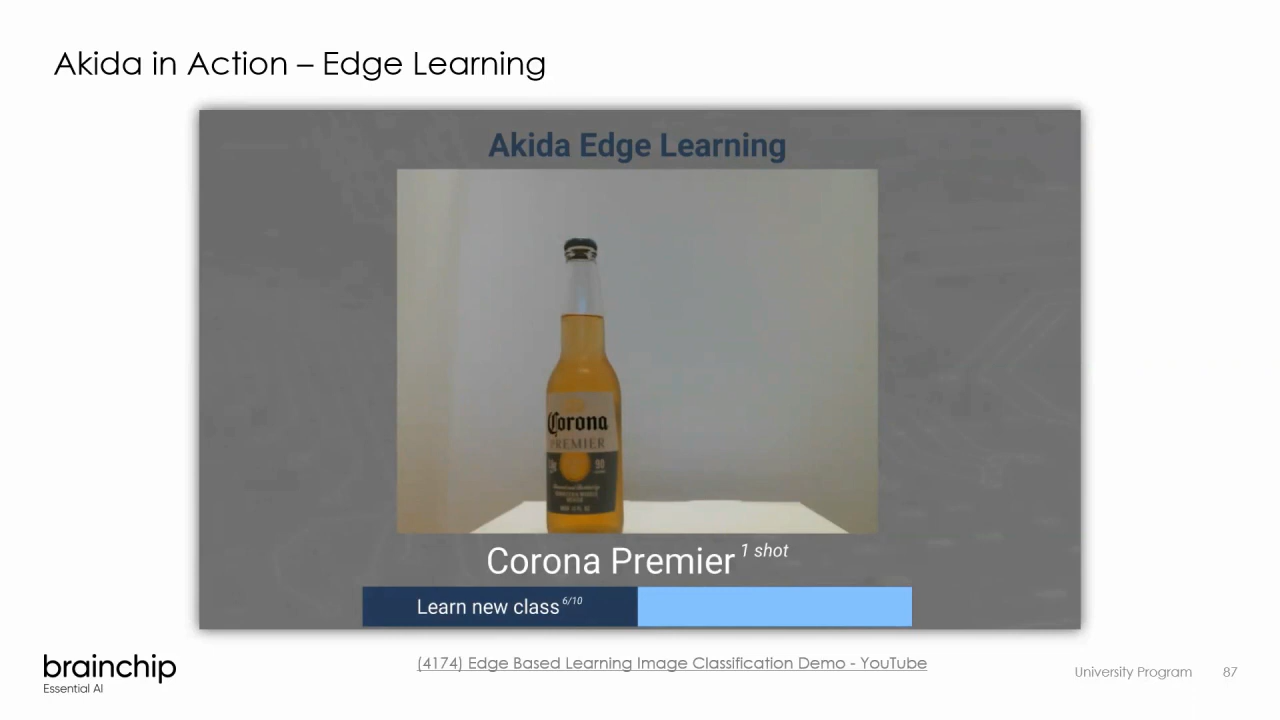 Akida in Action – Edge Learning
Akida Edge Learning
Corona
PREMIER
90
Corona Premier 1 shot
Learn new class 6/10
(4174) Edge Based Learning Image Classification Demo - YouTube
brainchip
Essential AI
University Program 87